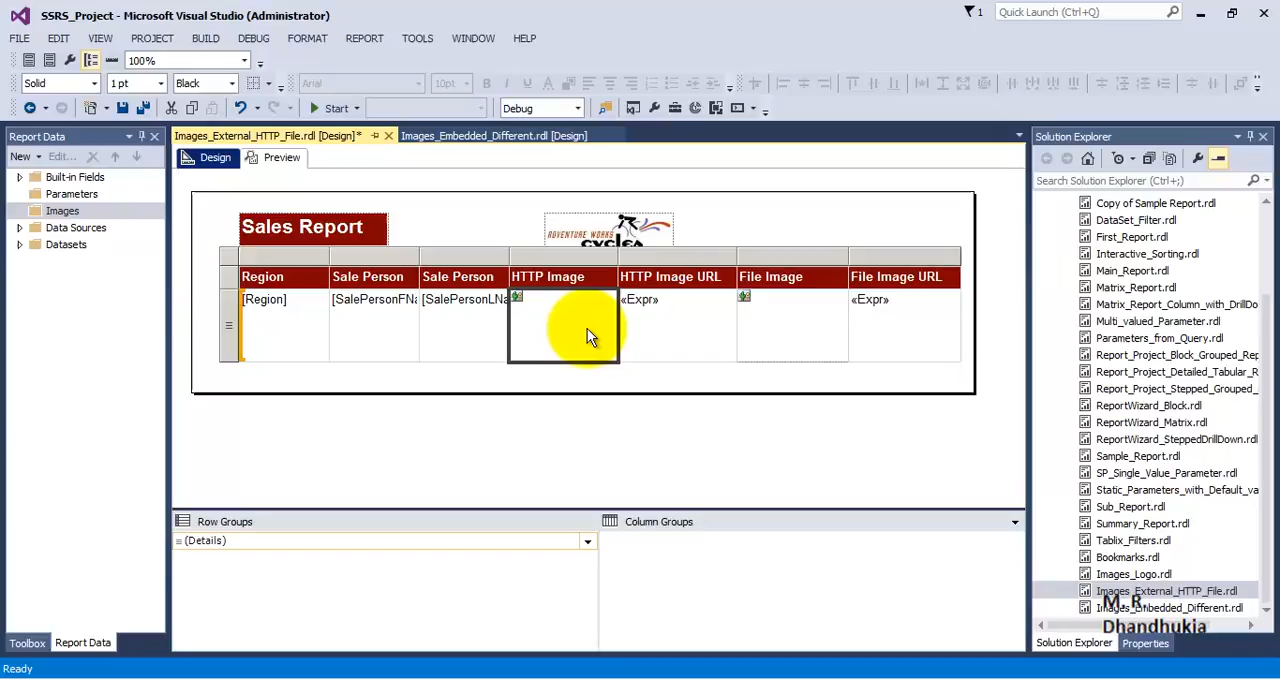 SSRS_Project - Microsoft Visual Studio (Administrator)
1
Quick Launch (Ctrl+Q)
FILE EDIT VIEW PROJECT BUILD DEBUG FORMAT REPORT TOOLS WINDOW HELP
100%
Solid 1 pt Black Arial 10pt B I U A
Start Debug
Report Data
Images_External_HTTP_File.rdl [Design]* Images_Embedded_Different.rdl [Design]
Solution Explorer
New Edit...
Design Preview
Search Solution Explorer (Ctrl+;)
Built-in Fields
Parameters
Images
Data Sources
Datasets
Sales Report
ADVENTURE WORKS
CYCLES
Region Sale Person Sale Person HTTP Image HTTP Image URL File Image File Image URL
[Region] [SalePersonFNa [SalePersonLNa «Expr» «Expr»
Row Groups
(Details)
Column Groups
Copy of Sample Report.rdl
DataSet_Filter.rdl
First_Report.rdl
Interactive_Sorting.rdl
Main_Report.rdl
Matrix_Report.rdl
Matrix_Report_Column_with_DrillDo
Multi_valued_Parameter.rdl
Parameters_from_Query.rdl
Report_Project_Block_Grouped_Rep
Report_Project_Detailed_Tabular_R
Report_Project_Stepped_Grouped_
ReportWizard_Block.rdl
ReportWizard_Matrix.rdl
ReportWizard_SteppedDrillDown.rdl
Sample_Report.rdl
SP_Single_Value_Parameter.rdl
Static_Parameters_with_Default_va
Sub_Report.rdl
Summary_Report.rdl
Tablix_Filters.rdl
Bookmarks.rdl
Images_Logo.rdl
Images_External_HTTP_File.rdl
Images_Embedded_Different.rdl
M. R.
Dhandhukia
Toolbox Report Data
Solution Explorer Properties
Ready